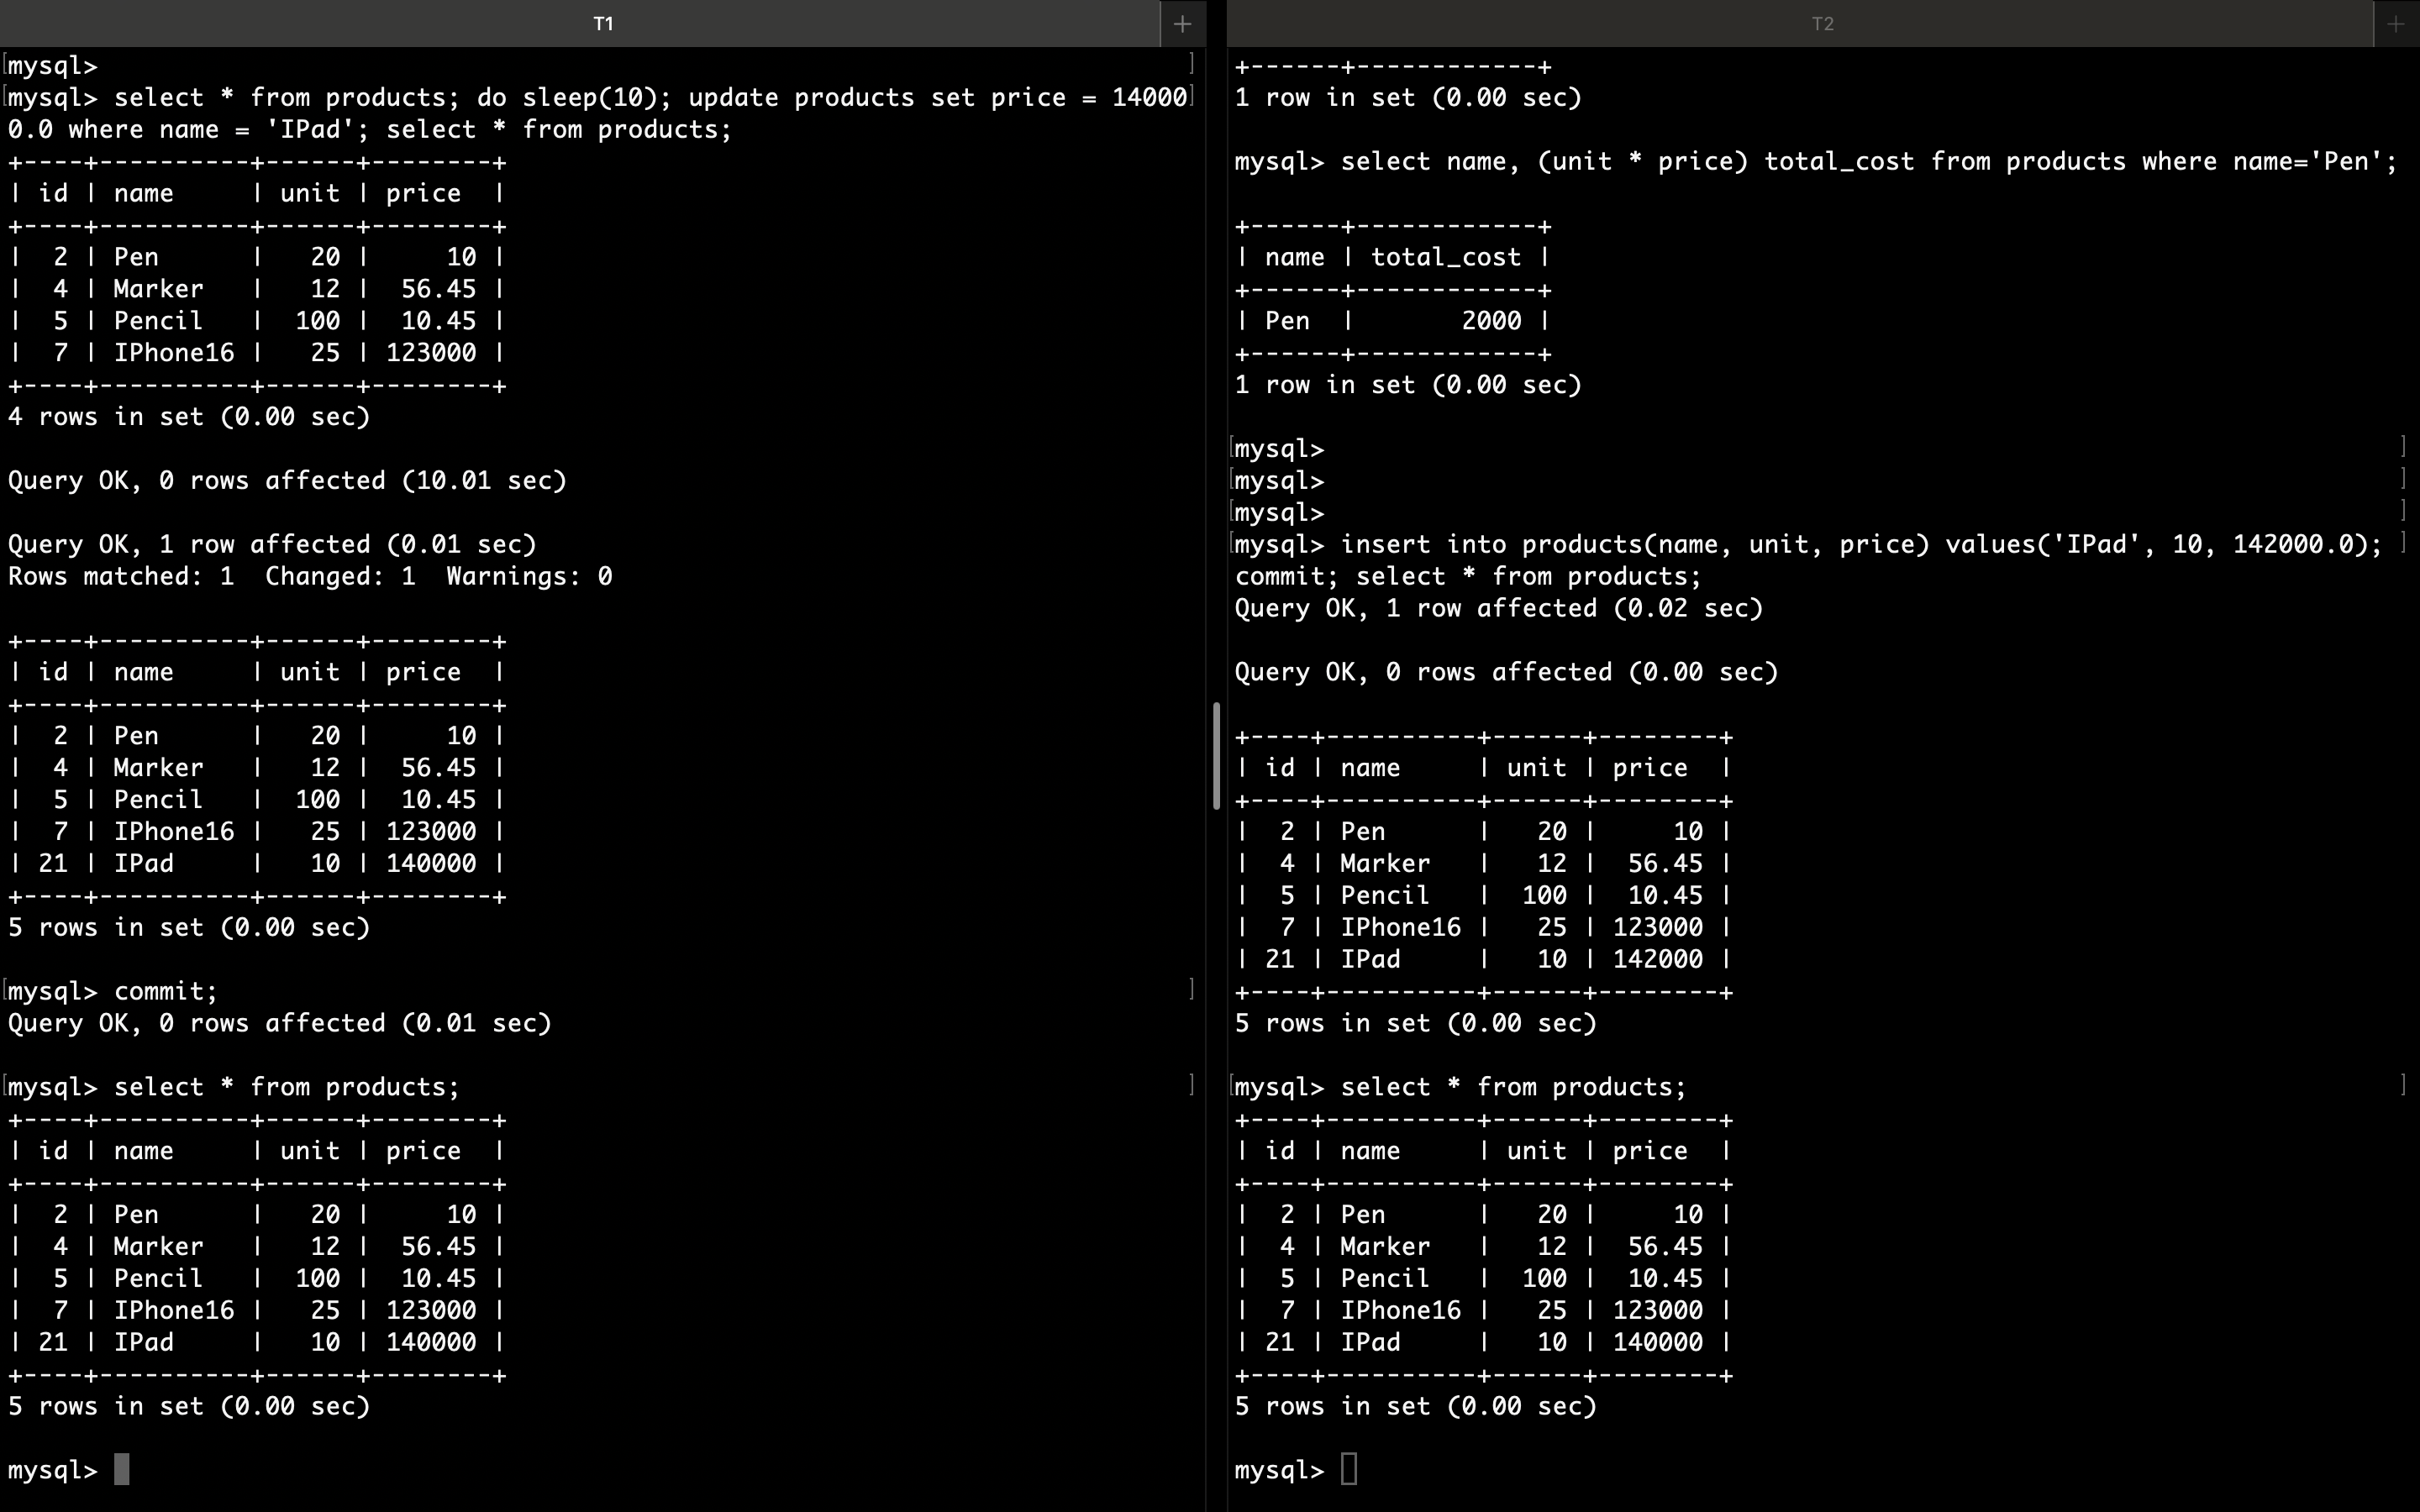 T1
+
mysql>
mysql> select * from products; do sleep(10); update products set price = 14000
0.0 where name = 'IPad'; select * from products;
+----+----------+------+--------+
| id | name     | unit | price  |
+----+----------+------+--------+
|  2 | Pen      |   20 |     10 |
|  4 | Marker   |   12 |  56.45 |
|  5 | Pencil   |  100 |  10.45 |
|  7 | IPhone16 |   25 | 123000 |
+----+----------+------+--------+
4 rows in set (0.00 sec)
Query OK, 0 rows affected (10.01 sec)
Query OK, 1 row affected (0.01 sec)
Rows matched: 1  Changed: 1  Warnings: 0
+----+----------+------+--------+
| id | name     | unit | price  |
+----+----------+------+--------+
|  2 | Pen      |   20 |     10 |
|  4 | Marker   |   12 |  56.45 |
|  5 | Pencil   |  100 |  10.45 |
|  7 | IPhone16 |   25 | 123000 |
| 21 | IPad     |   10 | 140000 |
+----+----------+------+--------+
5 rows in set (0.00 sec)
mysql> commit;
Query OK, 0 rows affected (0.01 sec)
mysql> select * from products;
+----+----------+------+--------+
| id | name     | unit | price  |
+----+----------+------+--------+
|  2 | Pen      |   20 |     10 |
|  4 | Marker   |   12 |  56.45 |
|  5 | Pencil   |  100 |  10.45 |
|  7 | IPhone16 |   25 | 123000 |
| 21 | IPad     |   10 | 140000 |
+----+----------+------+--------+
5 rows in set (0.00 sec)
mysql>
T2
+
+------+------------+
1 row in set (0.00 sec)
mysql> select name, (unit * price) total_cost from products where name='Pen';
+------+------------+
| name | total_cost |
+------+------------+
| Pen  |       2000 |
+------+------------+
1 row in set (0.00 sec)
mysql>
mysql>
mysql>
mysql> insert into products(name, unit, price) values('IPad', 10, 142000.0);
commit; select * from products;
Query OK, 1 row affected (0.02 sec)
Query OK, 0 rows affected (0.00 sec)
+----+----------+------+--------+
| id | name     | unit | price  |
+----+----------+------+--------+
|  2 | Pen      |   20 |     10 |
|  4 | Marker   |   12 |  56.45 |
|  5 | Pencil   |  100 |  10.45 |
|  7 | IPhone16 |   25 | 123000 |
| 21 | IPad     |   10 | 142000 |
+----+----------+------+--------+
5 rows in set (0.00 sec)
mysql> select * from products;
+----+----------+------+--------+
| id | name     | unit | price  |
+----+----------+------+--------+
|  2 | Pen      |   20 |     10 |
|  4 | Marker   |   12 |  56.45 |
|  5 | Pencil   |  100 |  10.45 |
|  7 | IPhone16 |   25 | 123000 |
| 21 | IPad     |   10 | 140000 |
+----+----------+------+--------+
5 rows in set (0.00 sec)
mysql>